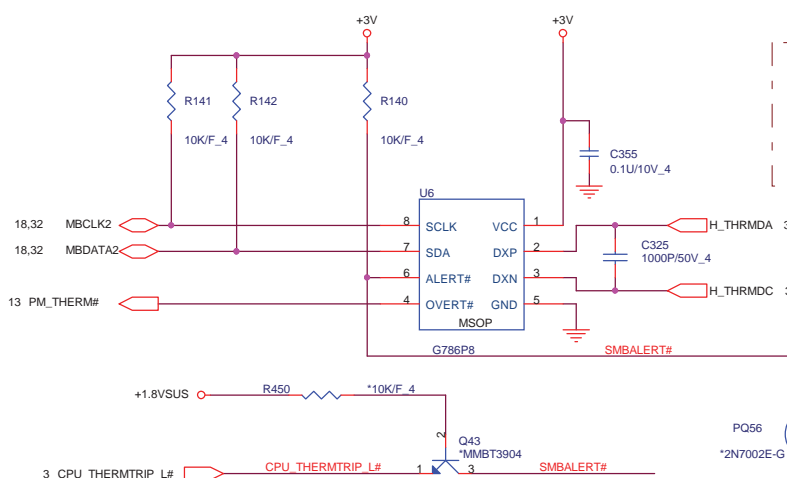 +3V
+3V
R141
R142
R140
10K/F_4
10K/F_4
10K/F_4
C355
0.1U/10V_4
U6
18,32 MBCLK2
8 SCLK VCC 1
H_THRMDA 3
18,32 MBDATA2
7 SDA DXP 2
C325
1000P/50V_4
6 ALERT# DXN 3
13 PM_THERM#
4 OVERT# GND 5
H_THRMDC 3
MSOP
G786P8
SMBALERT#
+1.8VSUS
R450
*10K/F_4
2
Q43
*MMBT3904
PQ56
*2N7002E-G
3 CPU_THERMTRIP_L#
CPU_THERMTRIP_L#
1
3
SMBALERT#